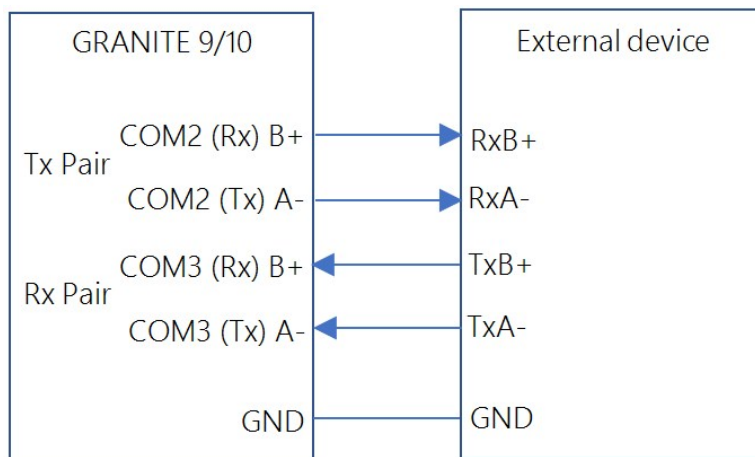 GRANITE 9/10
External device
Tx Pair
COM2 (Rx) B+
RxB+
COM2 (Tx) A-
RxA-
Rx Pair
COM3 (Rx) B+
TxB+
COM3 (Tx) A-
TxA-
GND
GND